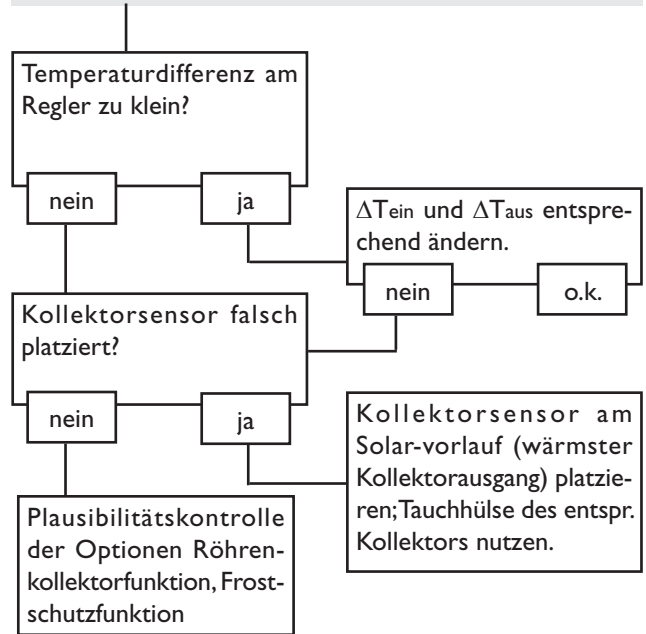 Temperaturdifferenz am
Regler zu klein?
nein
ja
ΔTein und ΔTaus entspre-
chend ändern.
nein
o.k.
Kollektorsensor falsch
platziert?
nein
ja
Kollektorsensor am
Solar-vorlauf (wärmster
Kollektorausgang) platzie-
ren;Tauchhülse des entspr.
Kollektors nutzen.
Plausibilitätskontrolle
der Optionen Röhren-
kollektorfunktion, Frost-
schutzfunktion